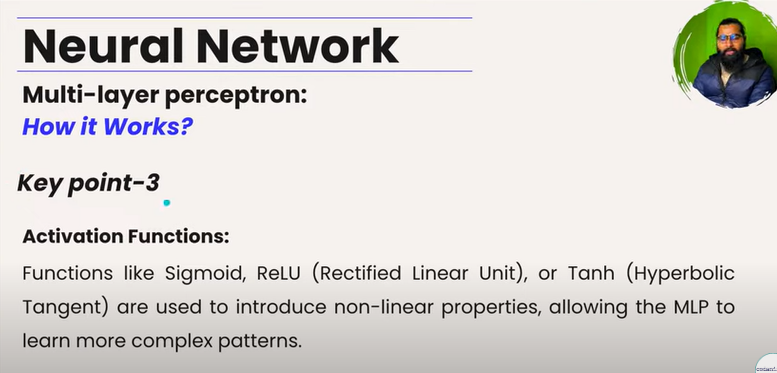 Neural Network
Multi-layer perceptron:
How it Works?
Key point-3
Activation Functions:
Functions like Sigmoid, ReLU (Rectified Linear Unit), or Tanh (Hyperbolic
Tangent) are used to introduce non-linear properties, allowing the MLP to
learn more complex patterns.